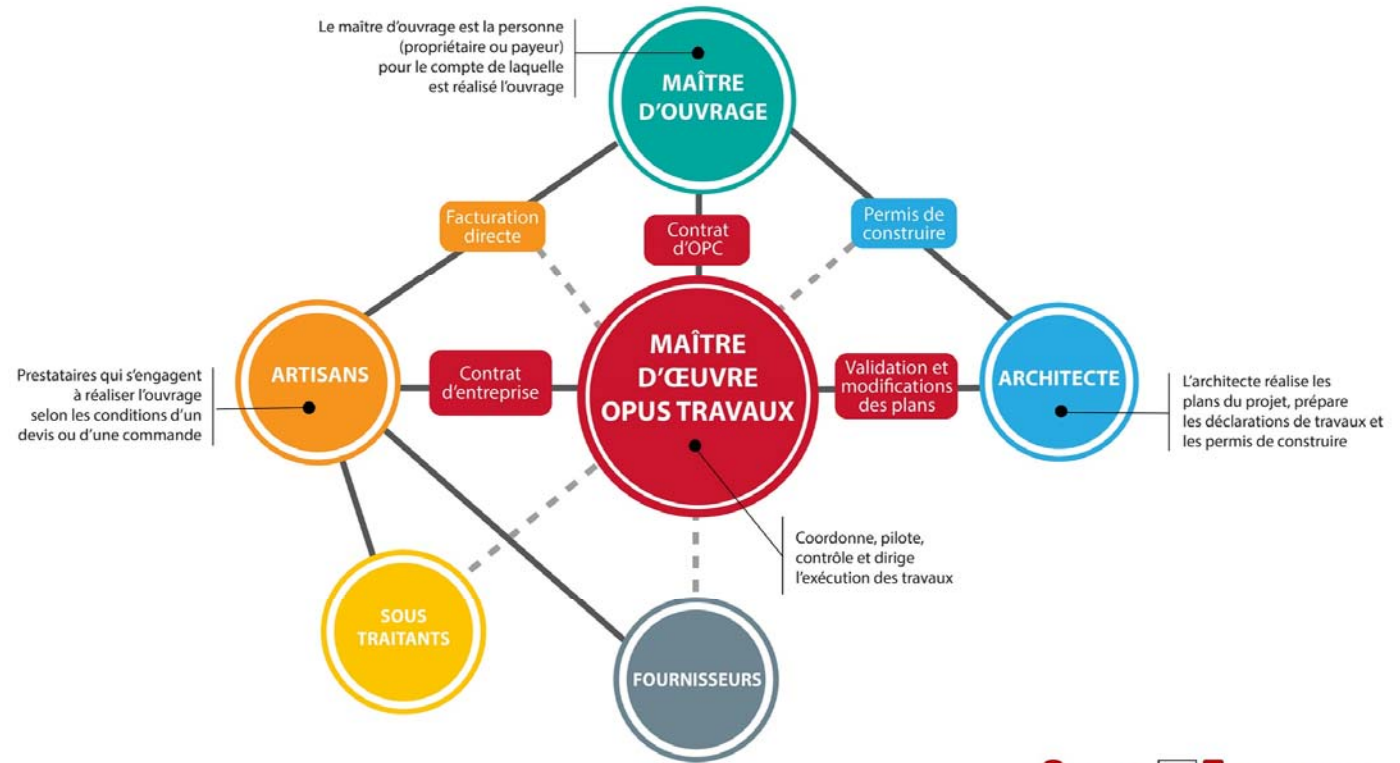 Le maître d'ouvrage est la personne
(propriétaire ou payeur)
pour le compte de laquelle
est réalisé l'ouvrage
MAÎTRE
D'OUVRAGE
Facturation
directe
Contrat
d'OPC
Permis de
construire
Prestataires qui s'engagent
à réaliser l'ouvrage
selon les conditions d'un
devis ou d'une commande
ARTISANS
Contrat
d'entreprise
MAÎTRE
D'ŒUVRE
OPUS TRAVAUX
Validation et
modifications
des plans
ARCHITECTE
L'architecte réalise les
plans du projet, prépare
les déclarations de travaux et
les permis de construire
Coordonne, pilote,
contrôle et dirige
l'exécution des travaux
SOUS
TRAITANTS
FOURNISSEURS